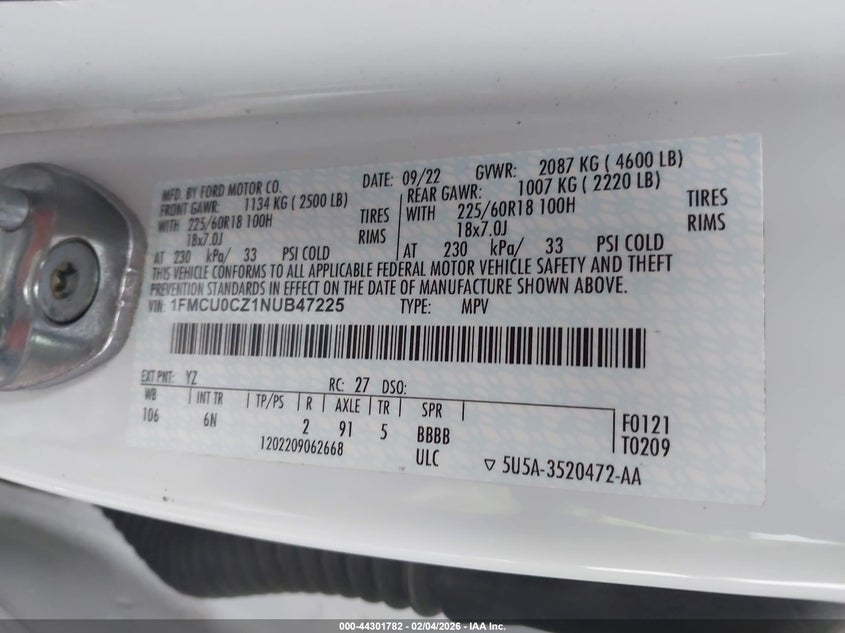 MFD. BY FORD MOTOR CO.
DATE: 09/22 GVWR: 2087 KG ( 4600 LB)
FRONT GAWR: 1134 KG ( 2500 LB)
REAR GAWR: 1007 KG ( 2220 LB)
WITH 225/60R18 100H TIRES
WITH 225/60R18 100H TIRES
18x7.0J RIMS
18x7.0J RIMS
AT 230 kPa/ 33 PSI COLD
AT 230 kPa/ 33 PSI COLD
THIS VEHICLE CONFORMS TO ALL APPLICABLE FEDERAL MOTOR VEHICLE SAFETY AND THEFT
PREVENTION STANDARDS IN EFFECT ON THE DATE OF MANUFACTURE SHOWN ABOVE.
VIN: 1FMCU0CZ1NUB47225 TYPE: MPV
EXT PNT: YZ RC: 27 DSO:
WB INT TR TP/PS R AXLE TR SPR
106 6N 2 91 5 BBBB
F0121
T0209
1202209062668 ULC
▽ 5U5A-3520472-AA
000-44301782 - 02/04/2026 - IAA Inc.